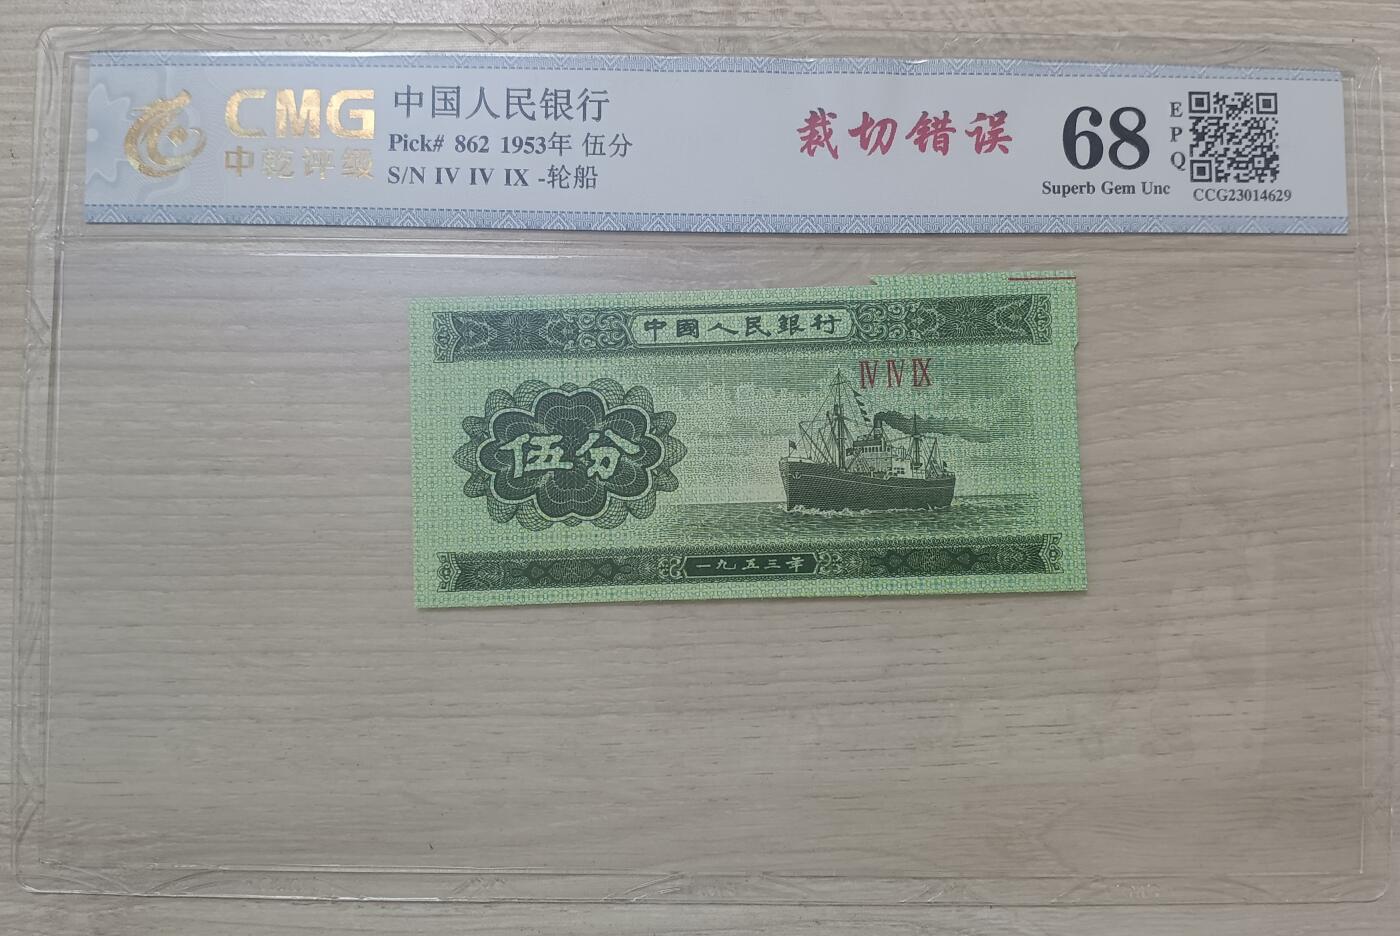 CMG
中乾评级
中国人民银行
Pick# 862 1953年 伍分
S/N IV IV IX -轮船
裁切错误
68
EPQ
Superb Gem Unc
CCG23014629
中國人民銀行
IV IV IX
伍分
一九五三年